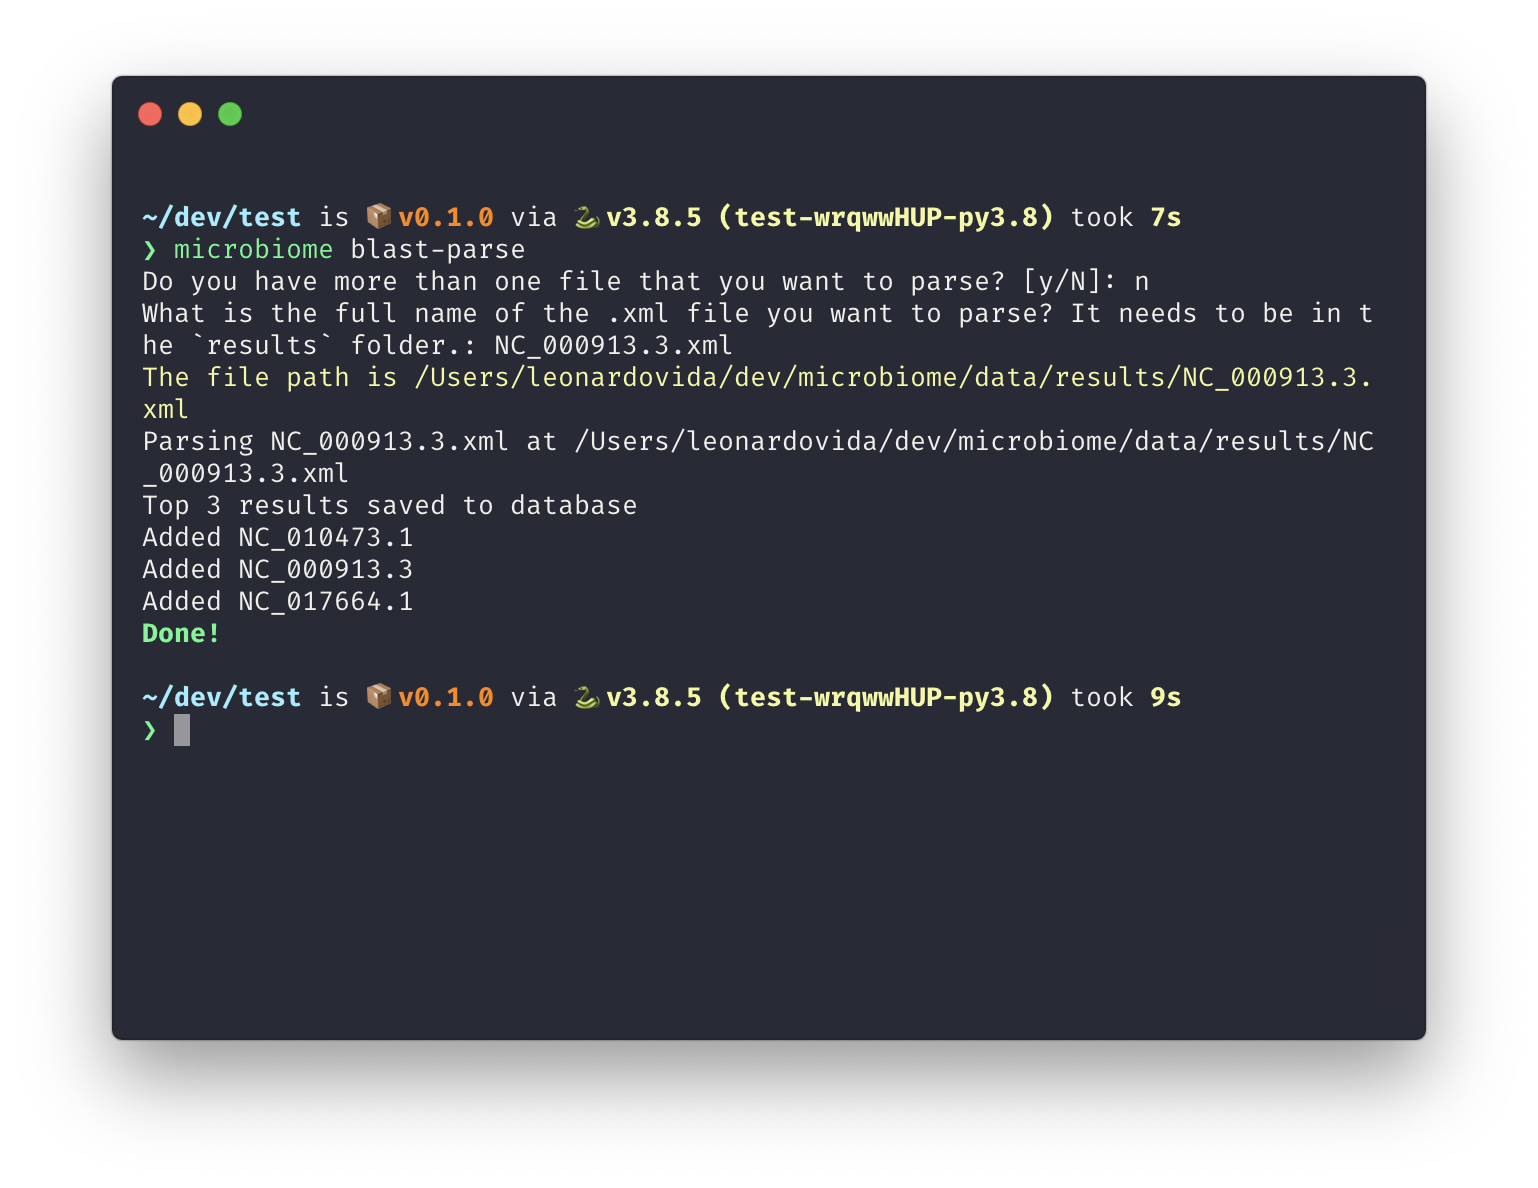 ~/dev/test is 📦 v0.1.0 via 🐍 v3.8.5 (test-wrqwwHUP-py3.8) took 7s
❯ microbiome blast-parse
Do you have more than one file that you want to parse? [y/N]: n
What is the full name of the .xml file you want to parse? It needs to be in t
he `results` folder.: NC_000913.3.xml
The file path is /Users/leonardovida/dev/microbiome/data/results/NC_000913.3.
xml
Parsing NC_000913.3.xml at /Users/leonardovida/dev/microbiome/data/results/NC
_000913.3.xml
Top 3 results saved to database
Added NC_010473.1
Added NC_000913.3
Added NC_017664.1
Done!
~/dev/test is 📦 v0.1.0 via 🐍 v3.8.5 (test-wrqwwHUP-py3.8) took 9s
❯